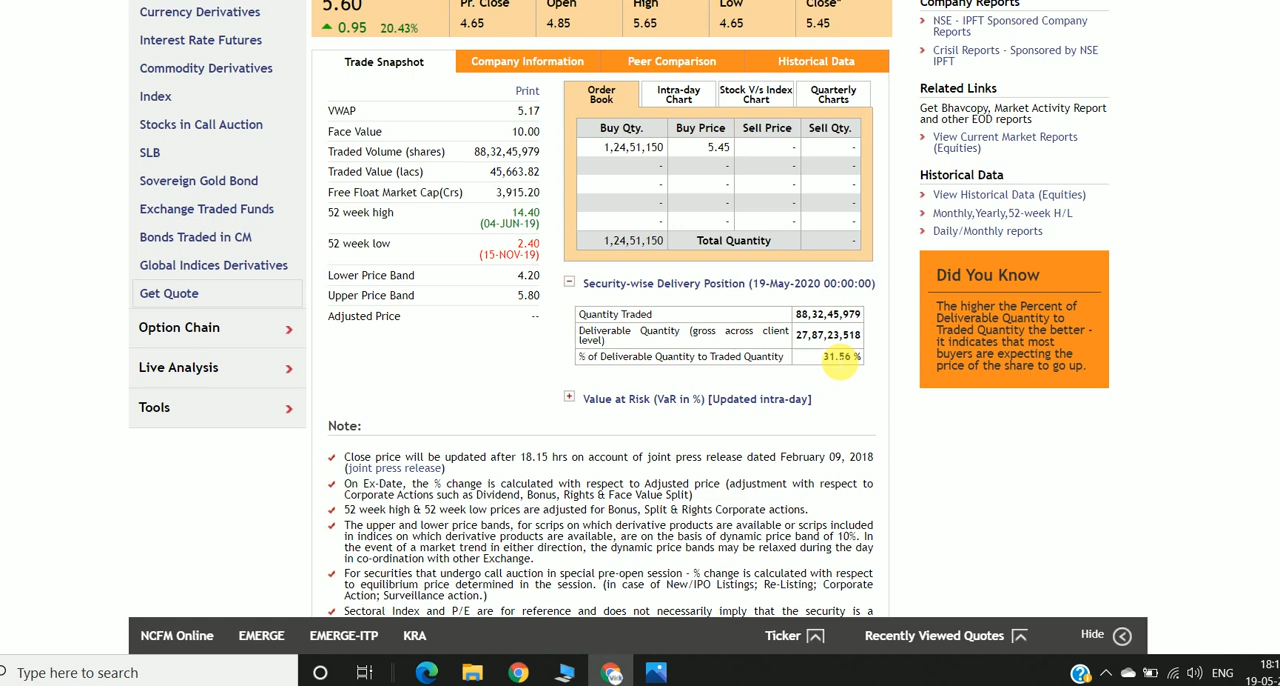 Currency Derivatives
Interest Rate Futures
Commodity Derivatives
Index
Stocks in Call Auction
SLB
Sovereign Gold Bond
Exchange Traded Funds
Bonds Traded in CM
Global Indices Derivatives
Get Quote
Option Chain
Live Analysis
Tools
5.60
0.95 20.43%
Pr. Close
4.65
Open
4.85
High
5.65
Low
4.65
Close*
5.45
Trade Snapshot
Company Information
Peer Comparison
Historical Data
Print
VWAP 5.17
Face Value 10.00
Traded Volume (shares) 88,32,45,979
Traded Value (lacs) 45,663.82
Free Float Market Cap(Crs) 3,915.20
52 week high 14.40
(04-JUN-19)
52 week low 2.40
(15-NOV-19)
Lower Price Band 4.20
Upper Price Band 5.80
Adjusted Price --
Order
Book
Intra-day
Chart
Stock V/s Index
Chart
Quarterly
Charts
Buy Qty. Buy Price Sell Price Sell Qty.
1,24,51,150 5.45 - -
- - - -
- - - -
- - - -
- - - -
1,24,51,150 Total Quantity -
Security-wise Delivery Position (19-May-2020 00:00:00)
Quantity Traded 88,32,45,979
Deliverable Quantity (gross across client
level) 27,87,23,518
% of Deliverable Quantity to Traded Quantity 31.56 %
Value at Risk (VaR in %) [Updated intra-day]
Note:
Close price will be updated after 18.15 hrs on account of joint press release dated February 09, 2018
(joint press release)
On Ex-Date, the % change is calculated with respect to Adjusted price (adjustment with respect to
Corporate Actions such as Dividend, Bonus, Rights & Face Value Split)
52 week high & 52 week low prices are adjusted for Bonus, Split & Rights Corporate actions.
The upper and lower price bands, for scrips on which derivative products are available or scrips included
in indices on which derivative products are available, are on the basis of dynamic price band of 10%. In
the event of a market trend in either direction, the dynamic price bands may be relaxed during the day
in co-ordination with other Exchange.
For securities that undergo call auction in special pre-open session - % change is calculated with respect
to equilibrium price determined in the session. (in case of New/IPO Listings; Re-Listing; Corporate
Action; Surveillance action.)
Sectoral Index and P/E are for reference and does not necessarily imply that the security is a
Company Reports
NSE - IPFT Sponsored Company
Reports
Crisil Reports - Sponsored by NSE
IPFT
Related Links
Get Bhavcopy, Market Activity Report
and other EOD reports
View Current Market Reports
(Equities)
Historical Data
View Historical Data (Equities)
Monthly,Yearly,52-week H/L
Daily/Monthly reports
Did You Know
The higher the Percent of
Deliverable Quantity to
Traded Quantity the better -
it indicates that most
buyers are expecting the
price of the share to go up.
NCFM Online
EMERGE
EMERGE-ITP
KRA
Ticker
Recently Viewed Quotes
Hide
Type here to search
ENG
18:1
19-05-2